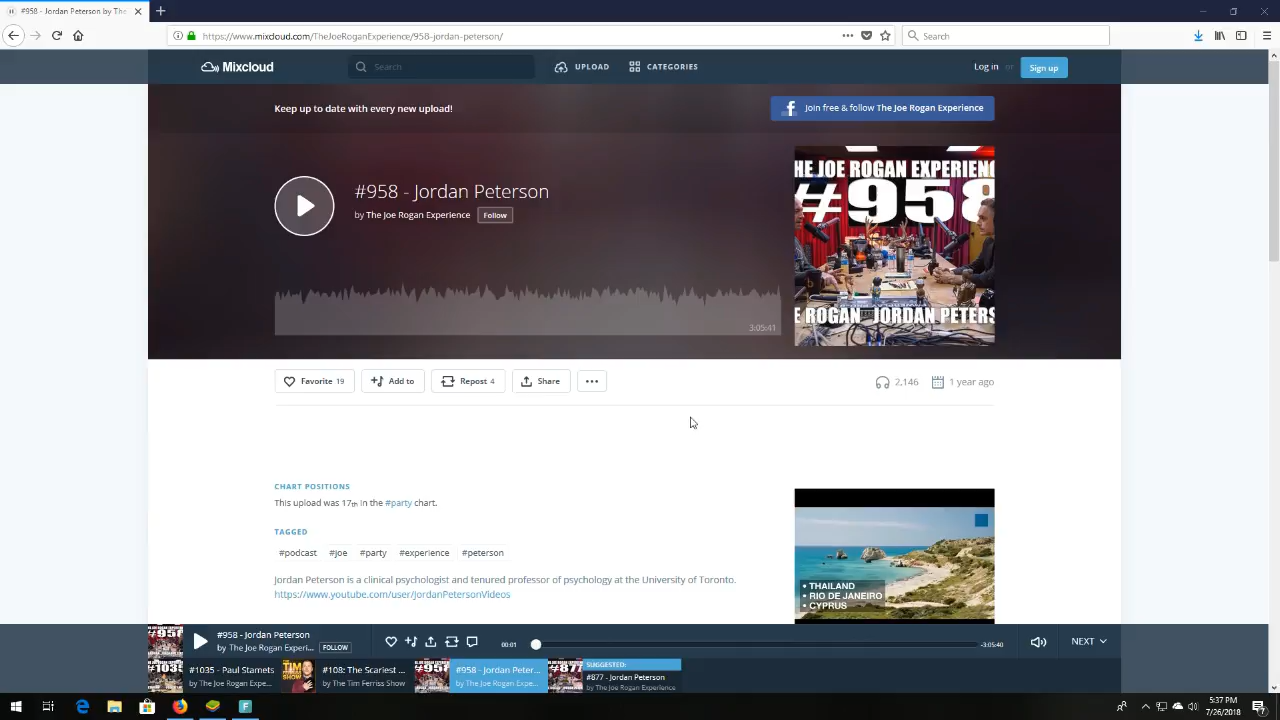 #958 - Jordan Peterson by The
https://www.mixcloud.com/TheJoeRoganExperience/958-jordan-peterson/
Search
Mixcloud
Search
UPLOAD
CATEGORIES
Log in or
Sign up
Keep up to date with every new upload!
Join free & follow The Joe Rogan Experience
#958 - Jordan Peterson
by The Joe Rogan Experience
Follow
3:05:41
HE JOE ROGAN EXPERIENC
#958
E ROGAN JORDAN PETERS
Favorite 19
Add to
Repost 4
Share
2,146
1 year ago
CHART POSITIONS
This upload was 17th in the #party chart.
TAGGED
#podcast #joe #party #experience #peterson
Jordan Peterson is a clinical psychologist and tenured professor of psychology at the University of Toronto.
https://www.youtube.com/user/JordanPetersonVideos
• THAILAND
• RIO DE JANEIRO
• CYPRUS
#958 - Jordan Peterson
by The Joe Rogan Experi...
FOLLOW
00:01
-3:05:40
NEXT
#1035 - Paul Stamets
by The Joe Rogan Expe...
#108: The Scariest ...
by The Tim Ferriss Show
#958 - Jordan Peter...
by The Joe Rogan Expe...
SUGGESTED:
#877 - Jordan Peterson
by The Joe Rogan Experience
5:37 PM
7/26/2018